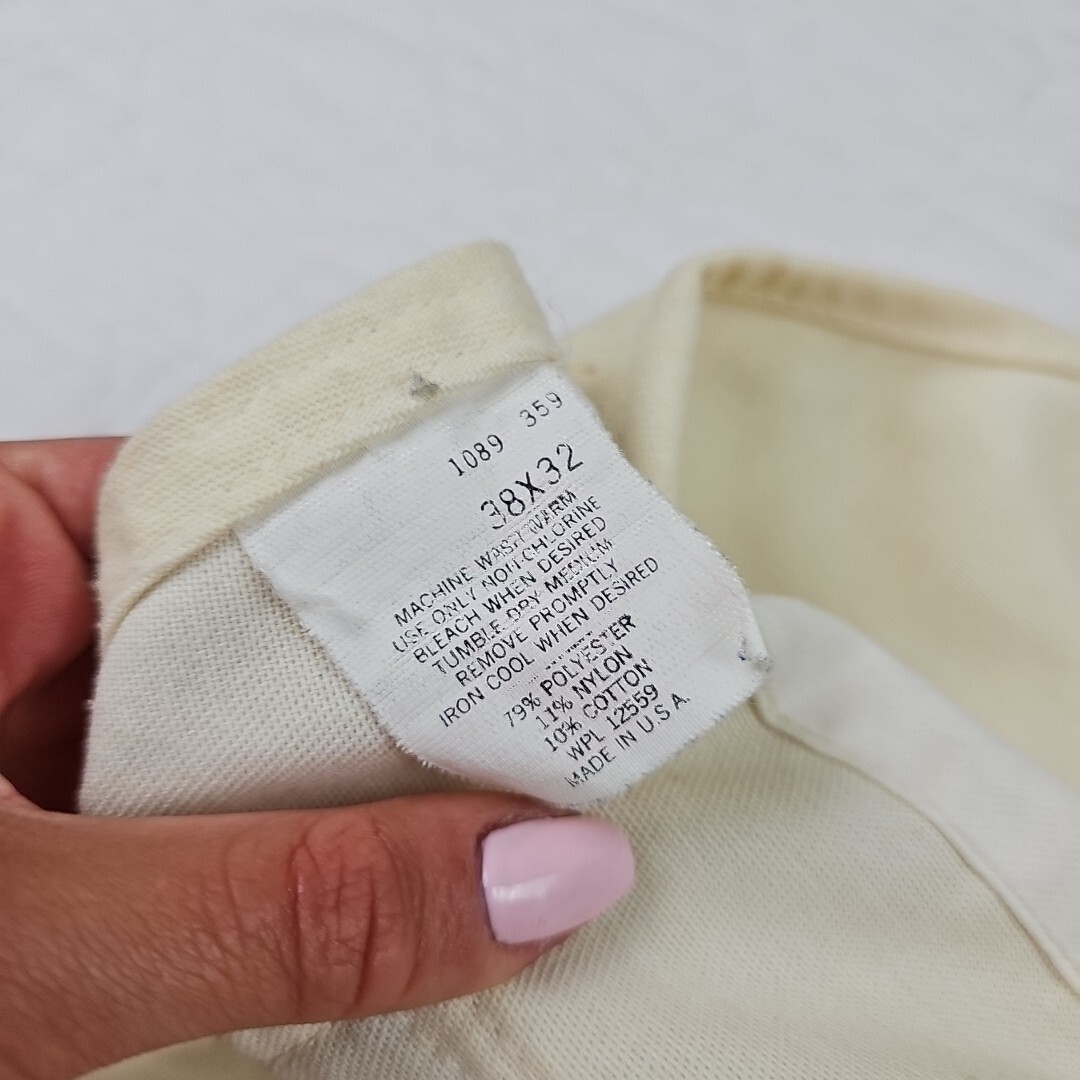 1089 359
38X32
MACHINE WASH WARM
USE ONLY NON-CHLORINE
BLEACH WHEN DESIRED
TUMBLE DRY MEDIUM
REMOVE PROMPTLY
IRON COOL WHEN DESIRED
79% POLYESTER
11% NYLON
10% COTTON
WPL 12559
MADE IN U.S.A.